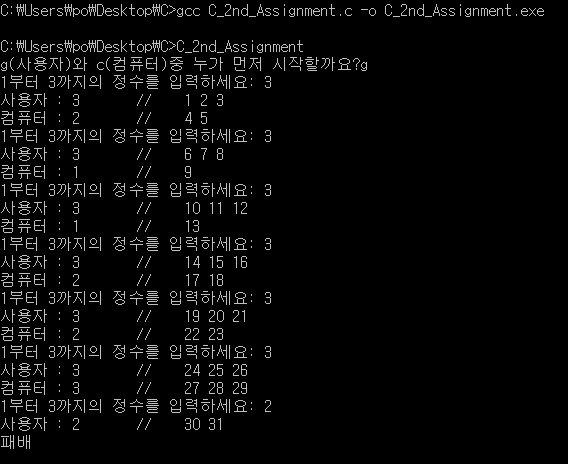 C:₩Users₩po₩Desktop₩C>gcc C_2nd_Assignment.c -o C_2nd_Assignment.exe
C:₩Users₩po₩Desktop₩C>C_2nd_Assignment
g(사용자)와 c(컴퓨터)중 누가 먼저 시작할까요?g
1부터 3까지의 정수를 입력하세요: 3
사용자 : 3 // 1 2 3
컴퓨터 : 2 // 4 5
1부터 3까지의 정수를 입력하세요: 3
사용자 : 3 // 6 7 8
컴퓨터 : 1 // 9
1부터 3까지의 정수를 입력하세요: 3
사용자 : 3 // 10 11 12
컴퓨터 : 1 // 13
1부터 3까지의 정수를 입력하세요: 3
사용자 : 3 // 14 15 16
컴퓨터 : 2 // 17 18
1부터 3까지의 정수를 입력하세요: 3
사용자 : 3 // 19 20 21
컴퓨터 : 2 // 22 23
1부터 3까지의 정수를 입력하세요: 3
사용자 : 3 // 24 25 26
컴퓨터 : 3 // 27 28 29
1부터 3까지의 정수를 입력하세요: 2
사용자 : 2 // 30 31
패배